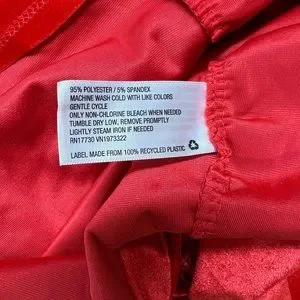 95% POLYESTER / 5% SPANDEX
MACHINE WASH COLD WITH LIKE COLORS
GENTLE CYCLE
ONLY NON-CHLORINE BLEACH WHEN NEEDED
TUMBLE DRY LOW, REMOVE PROMPTLY
LIGHTLY STEAM IRON IF NEEDED
RN17730 VN1973322
LABEL MADE FROM 100% RECYCLED PLASTIC